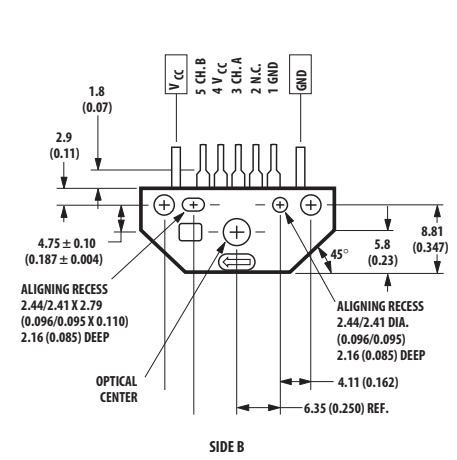 V CC
5 CH. B
4 V CC
3 CH. A
2 N.C.
1 GND
GND
1.8
(0.07)
2.9
(0.11)
4.75 ± 0.10
(0.187 ± 0.004)
8.81
(0.347)
5.8
(0.23)
45°
ALIGNING RECESS
2.44/2.41 X 2.79
(0.096/0.095 X 0.110)
2.16 (0.085) DEEP
ALIGNING RECESS
2.44/2.41 DIA.
(0.096/0.095)
2.16 (0.085) DEEP
OPTICAL
CENTER
4.11 (0.162)
6.35 (0.250) REF.
SIDE B